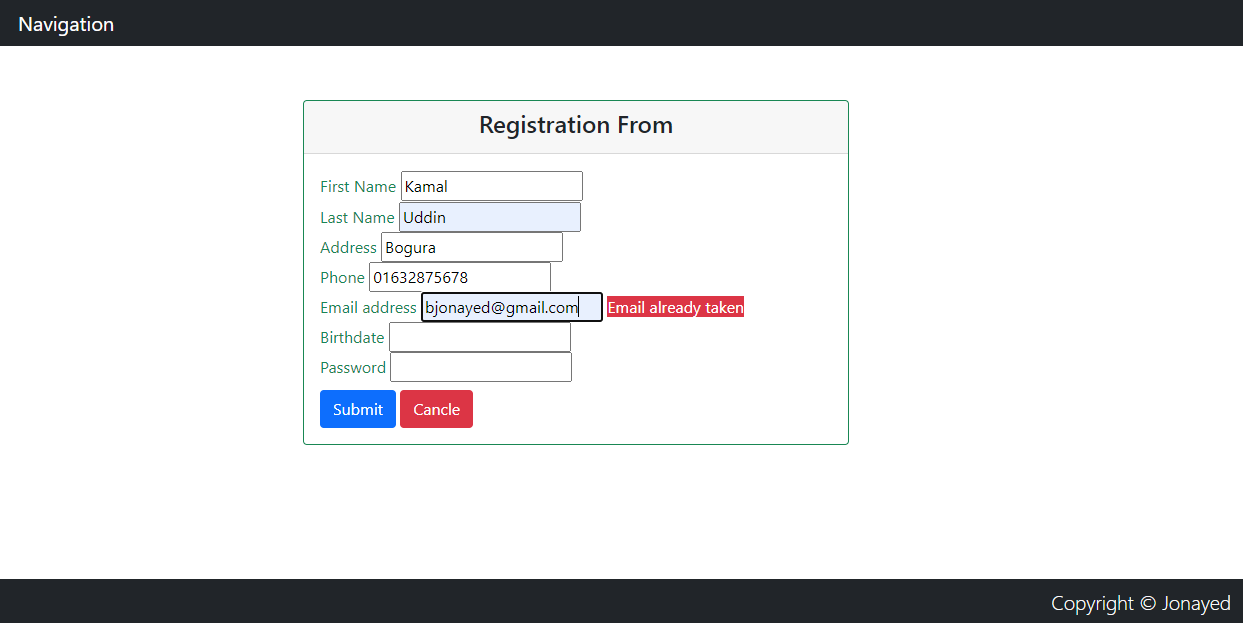 Navigation
Registration From
First Name Kamal
Last Name Uddin
Address Bogura
Phone 01632875678
Email address bjonayed@gmail.com Email already taken
Birthdate
Password
Submit Cancle
Copyright © Jonayed